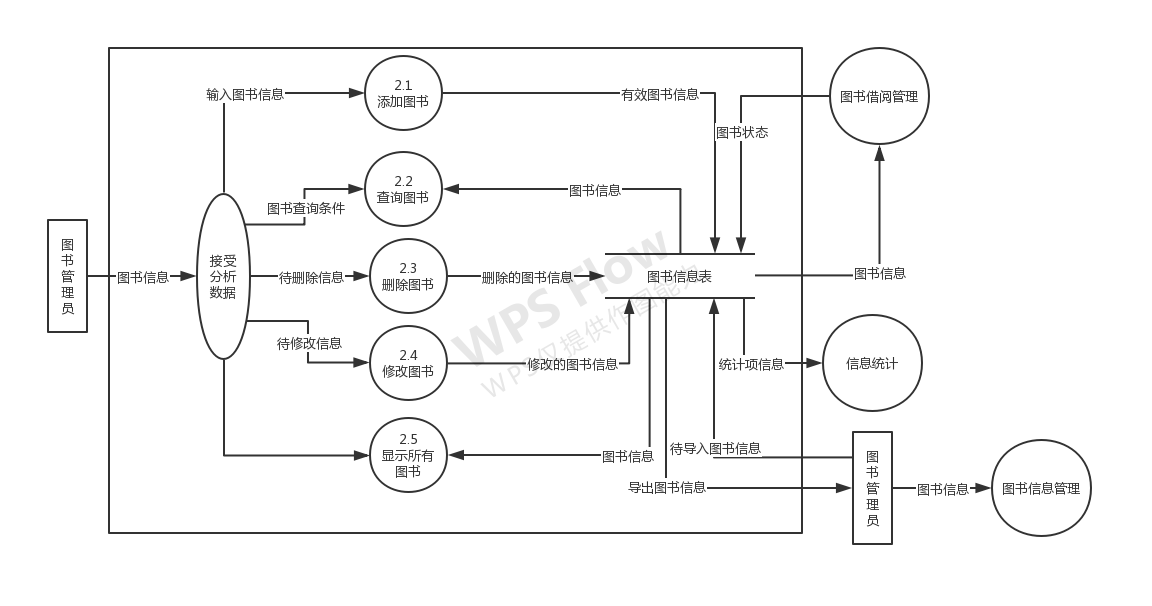 2.1
添加图书
输入图书信息
有效图书信息
图书借阅管理
图书状态
2.2
查询图书
图书信息
图书查询条件
图书管理员
图书信息
接受
分析
数据
待删除信息
2.3
删除图书
删除的图书信息
图书信息表
图书信息
待修改信息
2.4
修改图书
修改的图书信息
统计项信息
信息统计
2.5
显示所有
图书
图书信息
待导入图书信息
导出图书信息
图书管理员
图书信息
图书信息管理
WPS Flow
WPS仅提供作图能力